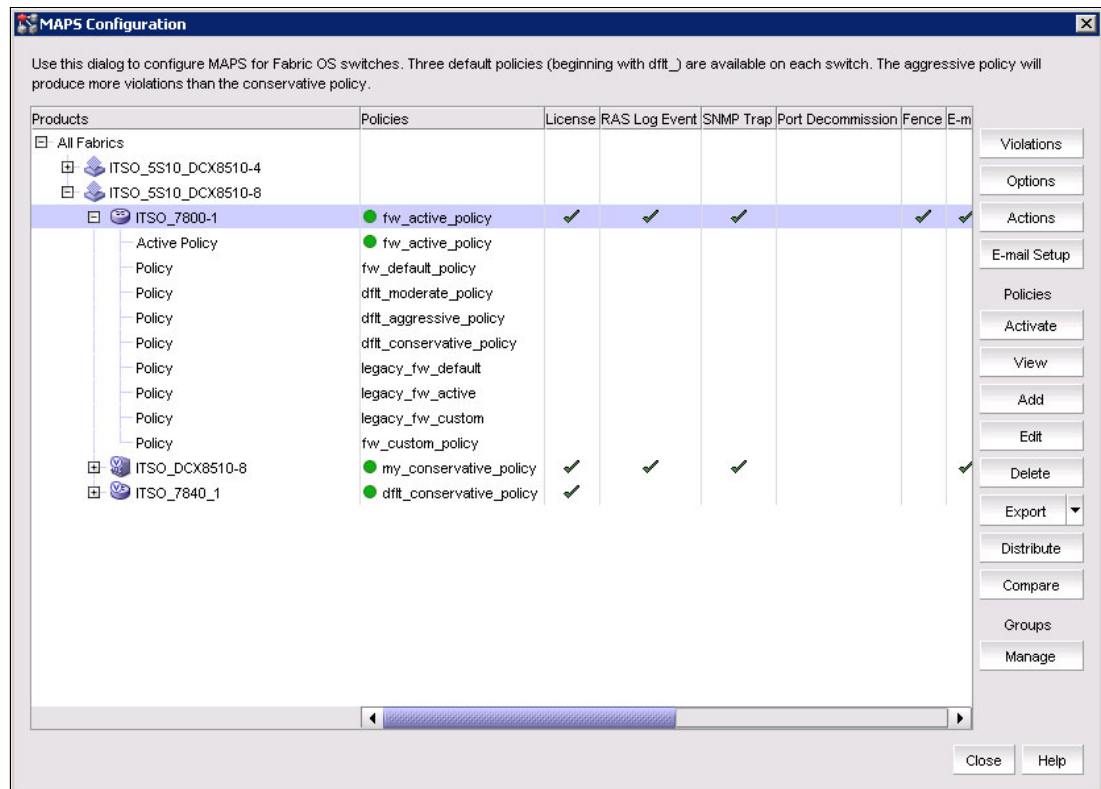 MAPS Configuration
Use this dialog to configure MAPS for Fabric OS switches. Three default policies (beginning with dflt_) are available on each switch. The aggressive policy will
produce more violations than the conservative policy.
Products Policies License RAS Log Event SNMP Trap Port Decommission Fence E-m
All Fabrics
ITSO_5S10_DCX8510-4
ITSO_5S10_DCX8510-8
ITSO_7800-1 fw_active_policy
Active Policy fw_active_policy
Policy fw_default_policy
Policy dflt_moderate_policy
Policy dflt_aggressive_policy
Policy dflt_conservative_policy
Policy legacy_fw_default
Policy legacy_fw_active
Policy legacy_fw_custom
Policy fw_custom_policy
ITSO_DCX8510-8 my_conservative_policy
ITSO_7840_1 dflt_conservative_policy
Violations
Options
Actions
E-mail Setup
Policies
Activate
View
Add
Edit
Delete
Export
Distribute
Compare
Groups
Manage
Close Help